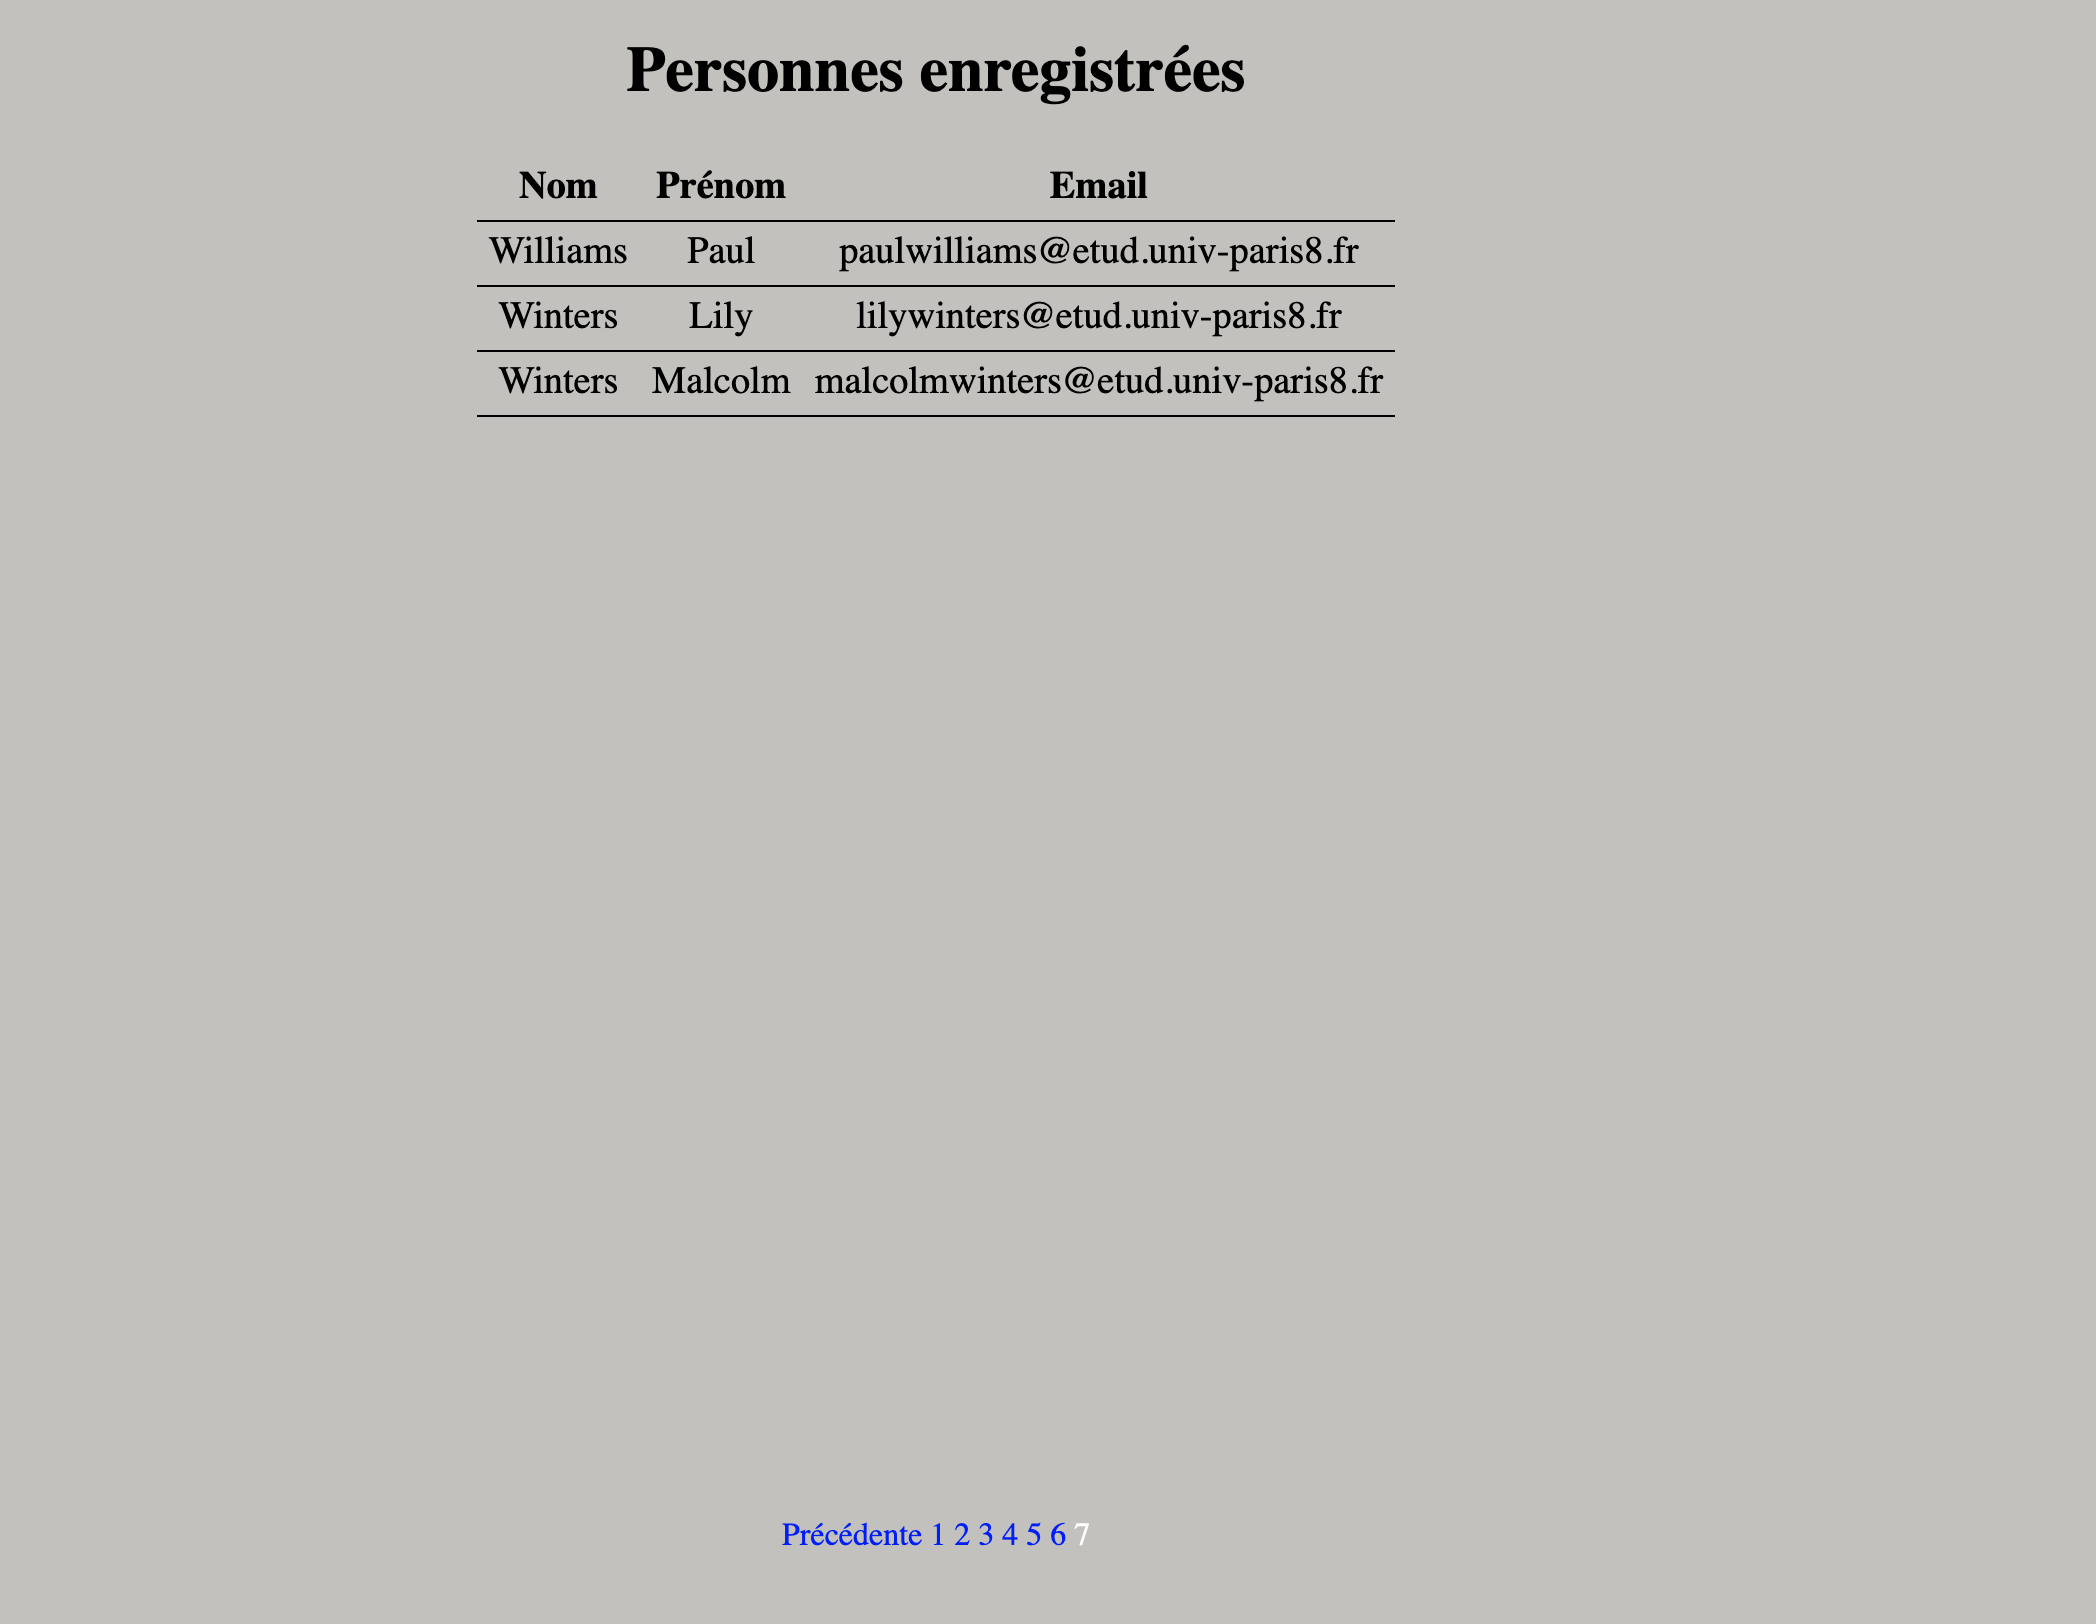 Personnes enregistrées
Nom Prénom Email
Williams Paul paulwilliams@etud.univ-paris8.fr
Winters Lily lilywinters@etud.univ-paris8.fr
Winters Malcolm malcolmwinters@etud.univ-paris8.fr
Précédente 1 2 3 4 5 6 7